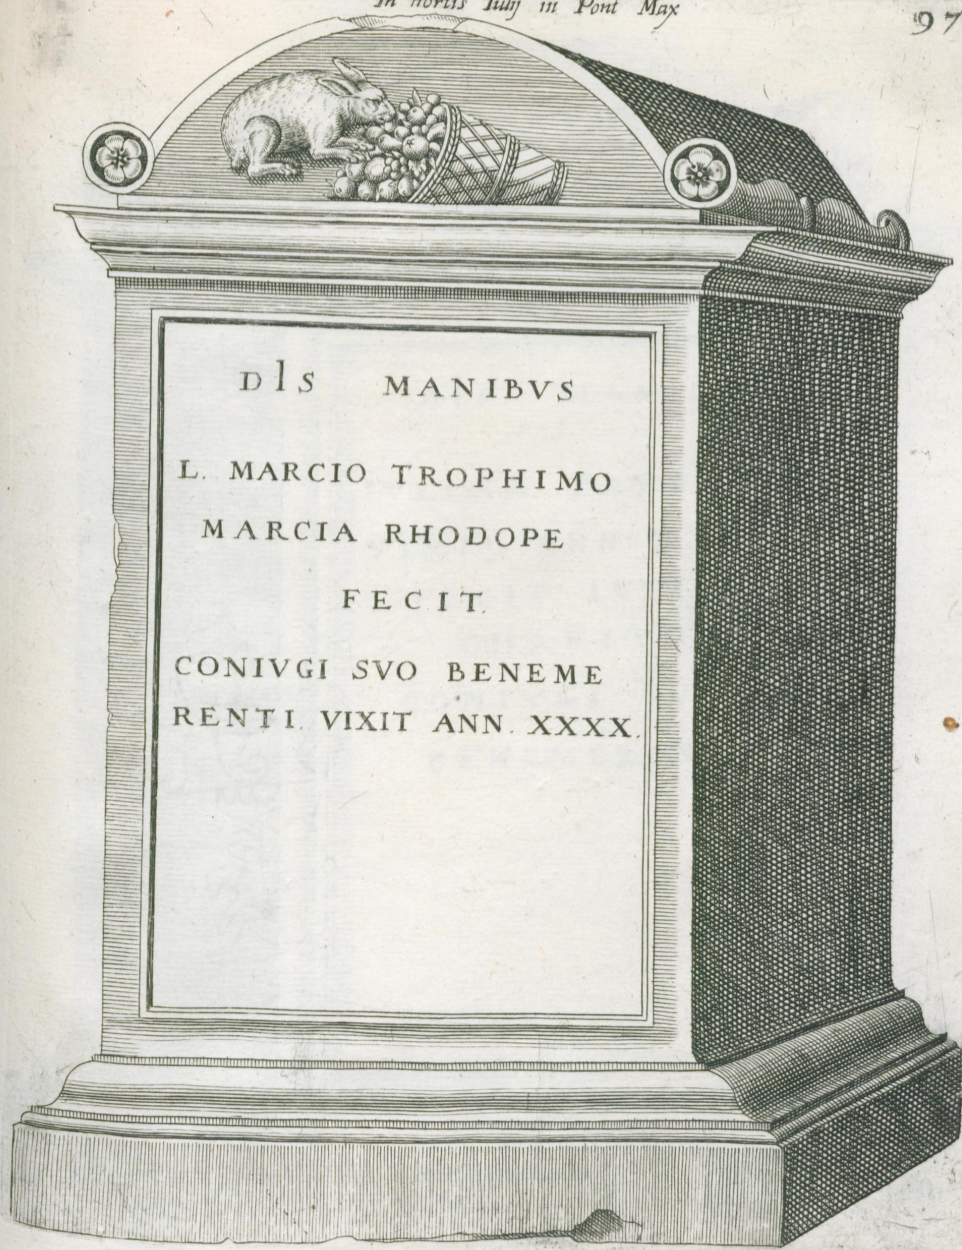 In hortis Iulij iii Pont Max
97
DIS MANIBVS
L. MARCIO TROPHIMO
MARCIA RHODOPE
FECIT.
CONIVGI SVO BENEME
RENTI. VIXIT ANN. XXXX.